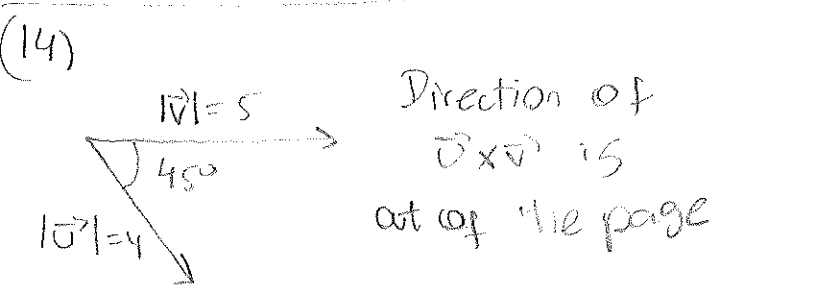 (14)
|v⃗| = 5
45°
|u⃗| = 4
Direction of
u⃗ x v⃗ is
out of the page